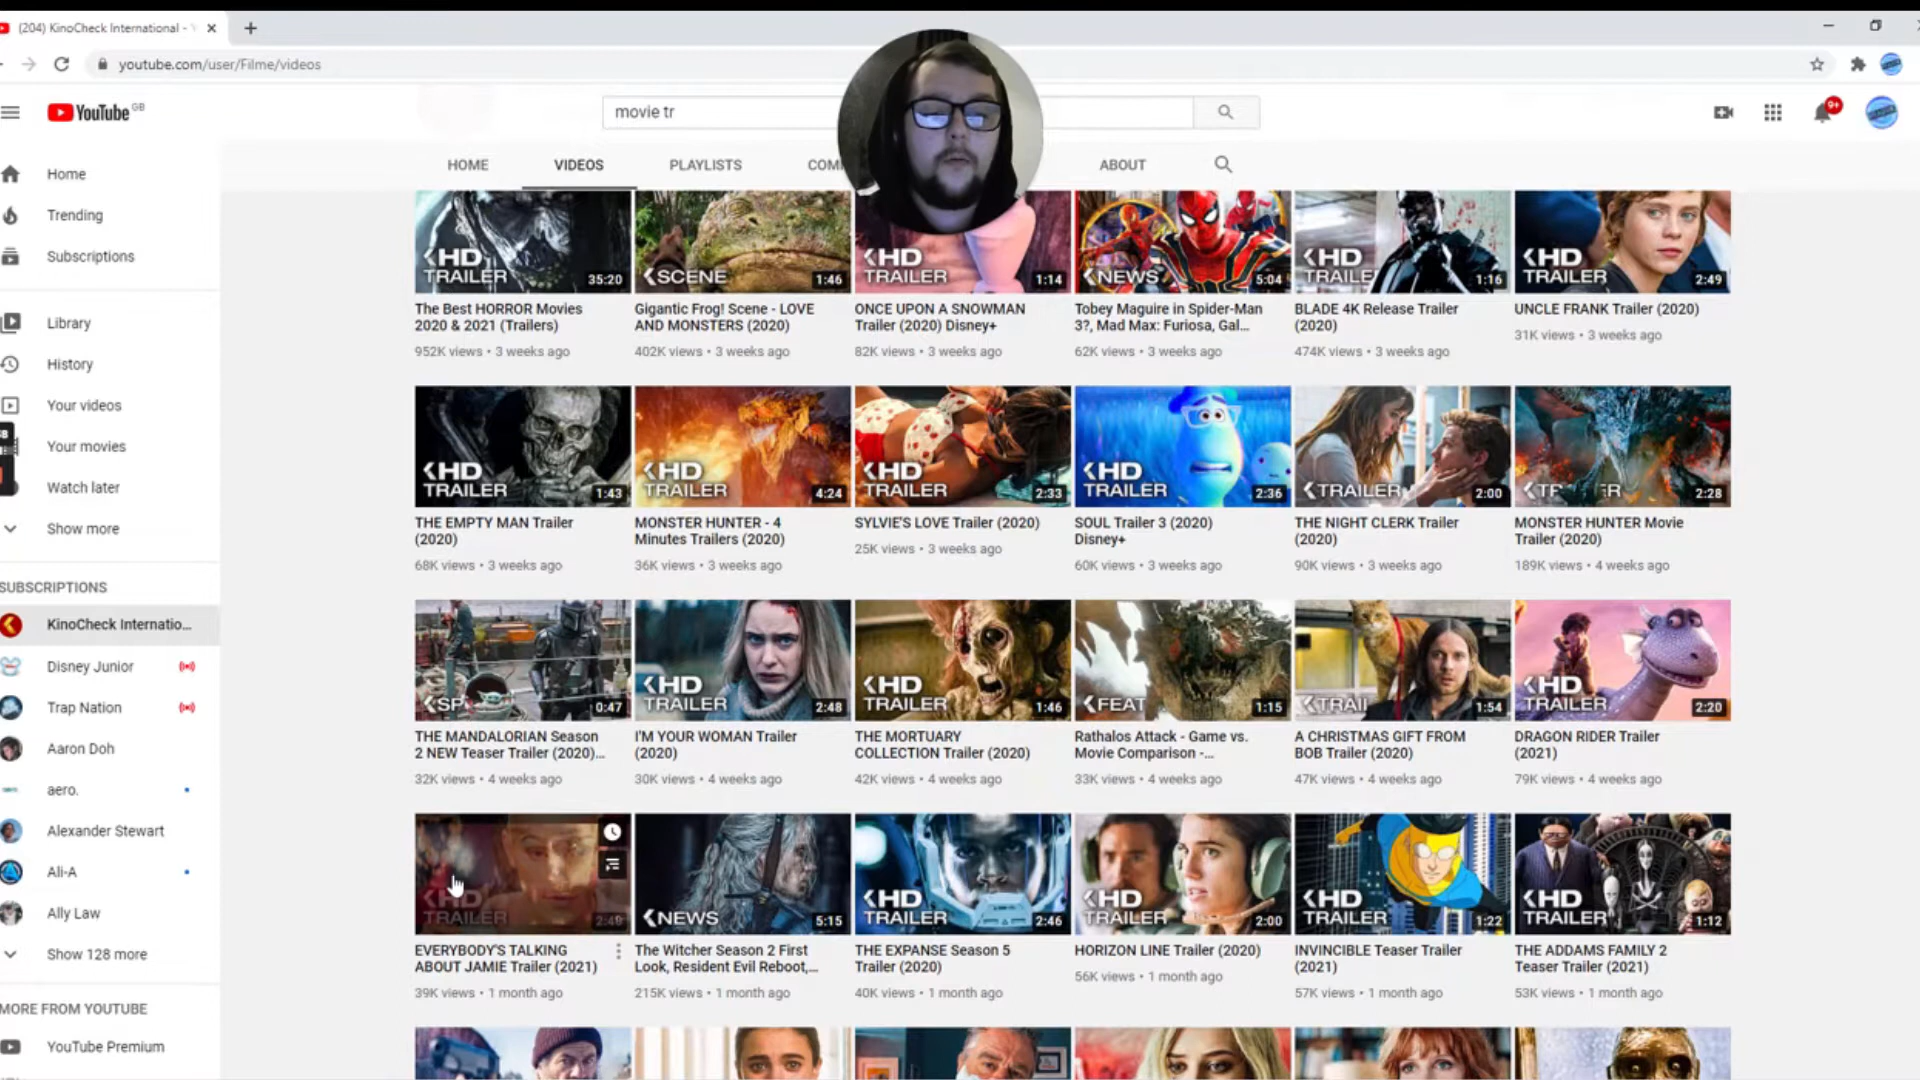 (204) KinoCheck International -
youtube.com/user/Filme/videos
YouTube GB
movie tr
9+
HOME VIDEOS PLAYLISTS COM ABOUT
Home
Trending
Subscriptions
Library
History
Your videos
Your movies
Watch later
Show more
SUBSCRIPTIONS
KinoCheck Internatio...
Disney Junior
Trap Nation
Aaron Doh
aero.
Alexander Stewart
Ali-A
Ally Law
Show 128 more
MORE FROM YOUTUBE
YouTube Premium
HD TRAILER 35:20
SCENE 1:46
HD TRAILER 1:14
NEWS 5:04
HD TRAILER 1:16
HD TRAILER 2:49
The Best HORROR Movies
2020 & 2021 (Trailers)
952K views • 3 weeks ago
Gigantic Frog! Scene - LOVE
AND MONSTERS (2020)
402K views • 3 weeks ago
ONCE UPON A SNOWMAN
Trailer (2020) Disney+
82K views • 3 weeks ago
Tobey Maguire in Spider-Man
3?, Mad Max: Furiosa, Gal...
62K views • 3 weeks ago
BLADE 4K Release Trailer
(2020)
474K views • 3 weeks ago
UNCLE FRANK Trailer (2020)
31K views • 3 weeks ago
HD TRAILER 1:43
HD TRAILER 4:24
HD TRAILER 2:33
HD TRAILER 2:36
TRAILER 2:00
2:28
THE EMPTY MAN Trailer
(2020)
68K views • 3 weeks ago
MONSTER HUNTER - 4
Minutes Trailers (2020)
36K views • 3 weeks ago
SYLVIE'S LOVE Trailer (2020)
25K views • 3 weeks ago
SOUL Trailer 3 (2020)
Disney+
60K views • 3 weeks ago
THE NIGHT CLERK Trailer
(2020)
90K views • 3 weeks ago
MONSTER HUNTER Movie
Trailer (2020)
189K views • 4 weeks ago
SP 0:47
HD TRAILER 2:48
HD TRAILER 1:46
FEAT 1:15
TRAIL 1:54
HD TRAILER 2:20
THE MANDALORIAN Season
2 NEW Teaser Trailer (2020)...
32K views • 4 weeks ago
I'M YOUR WOMAN Trailer
(2020)
30K views • 4 weeks ago
THE MORTUARY
COLLECTION Trailer (2020)
42K views • 4 weeks ago
Rathalos Attack - Game vs.
Movie Comparison -...
33K views • 4 weeks ago
A CHRISTMAS GIFT FROM
BOB Trailer (2020)
47K views • 4 weeks ago
DRAGON RIDER Trailer
(2021)
79K views • 4 weeks ago
HD TRAILER
NEWS 5:15
HD TRAILER 2:46
HD TRAILER 2:00
HD TRAILER 1:22
HD TRAILER 1:12
EVERYBODY'S TALKING
ABOUT JAMIE Trailer (2021)
39K views • 1 month ago
The Witcher Season 2 First
Look, Resident Evil Reboot,...
215K views • 1 month ago
THE EXPANSE Season 5
Trailer (2020)
40K views • 1 month ago
HORIZON LINE Trailer (2020)
56K views • 1 month ago
INVINCIBLE Teaser Trailer
(2021)
57K views • 1 month ago
THE ADDAMS FAMILY 2
Teaser Trailer (2021)
53K views • 1 month ago